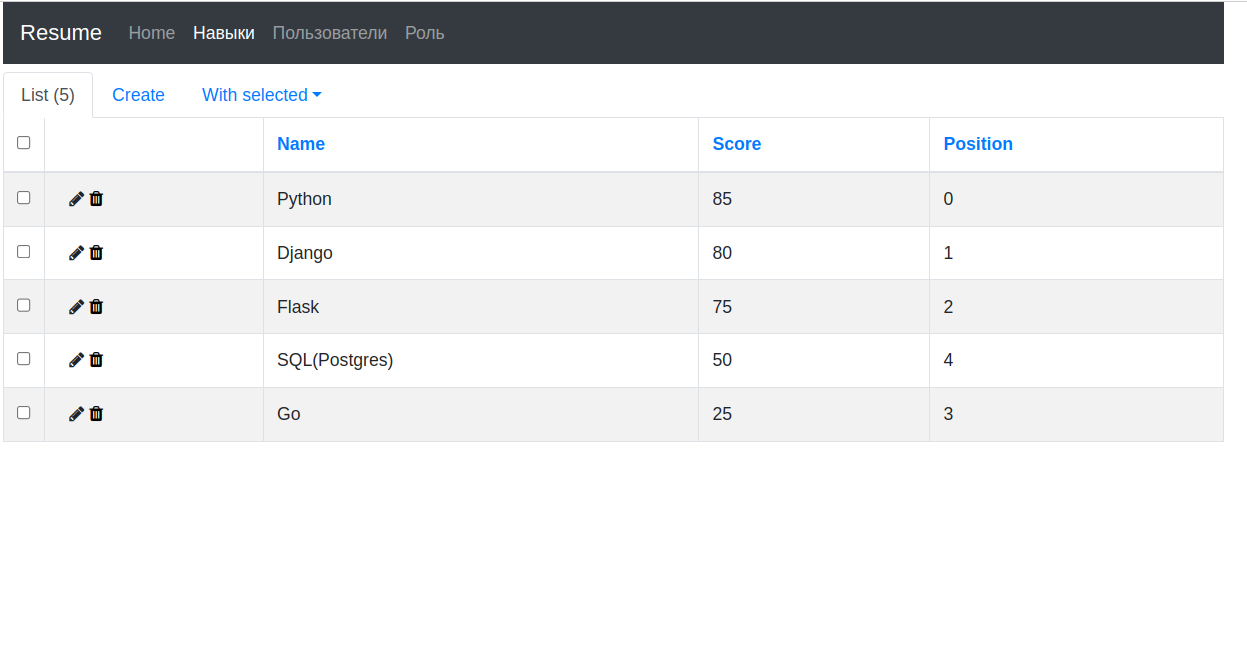 Resume Home Навыки Пользователи Роль
List (5) Create With selected
Name Score Position
Python 85 0
Django 80 1
Flask 75 2
SQL(Postgres) 50 4
Go 25 3